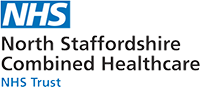 NHS
North Staffordshire
Combined Healthcare
NHS Trust